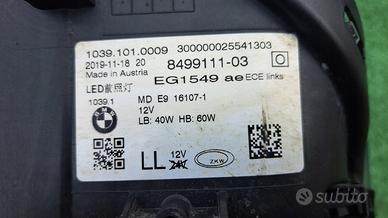 1039.101.0009 300000025541303
2019-11-18 20 8499111-03
Made in Austria EG1549 ae ECE links
LED前照灯
1039.1 MD E9 16107-1
12V
LB: 40W HB: 60W
BMW
LL 12V
ZKW
subito